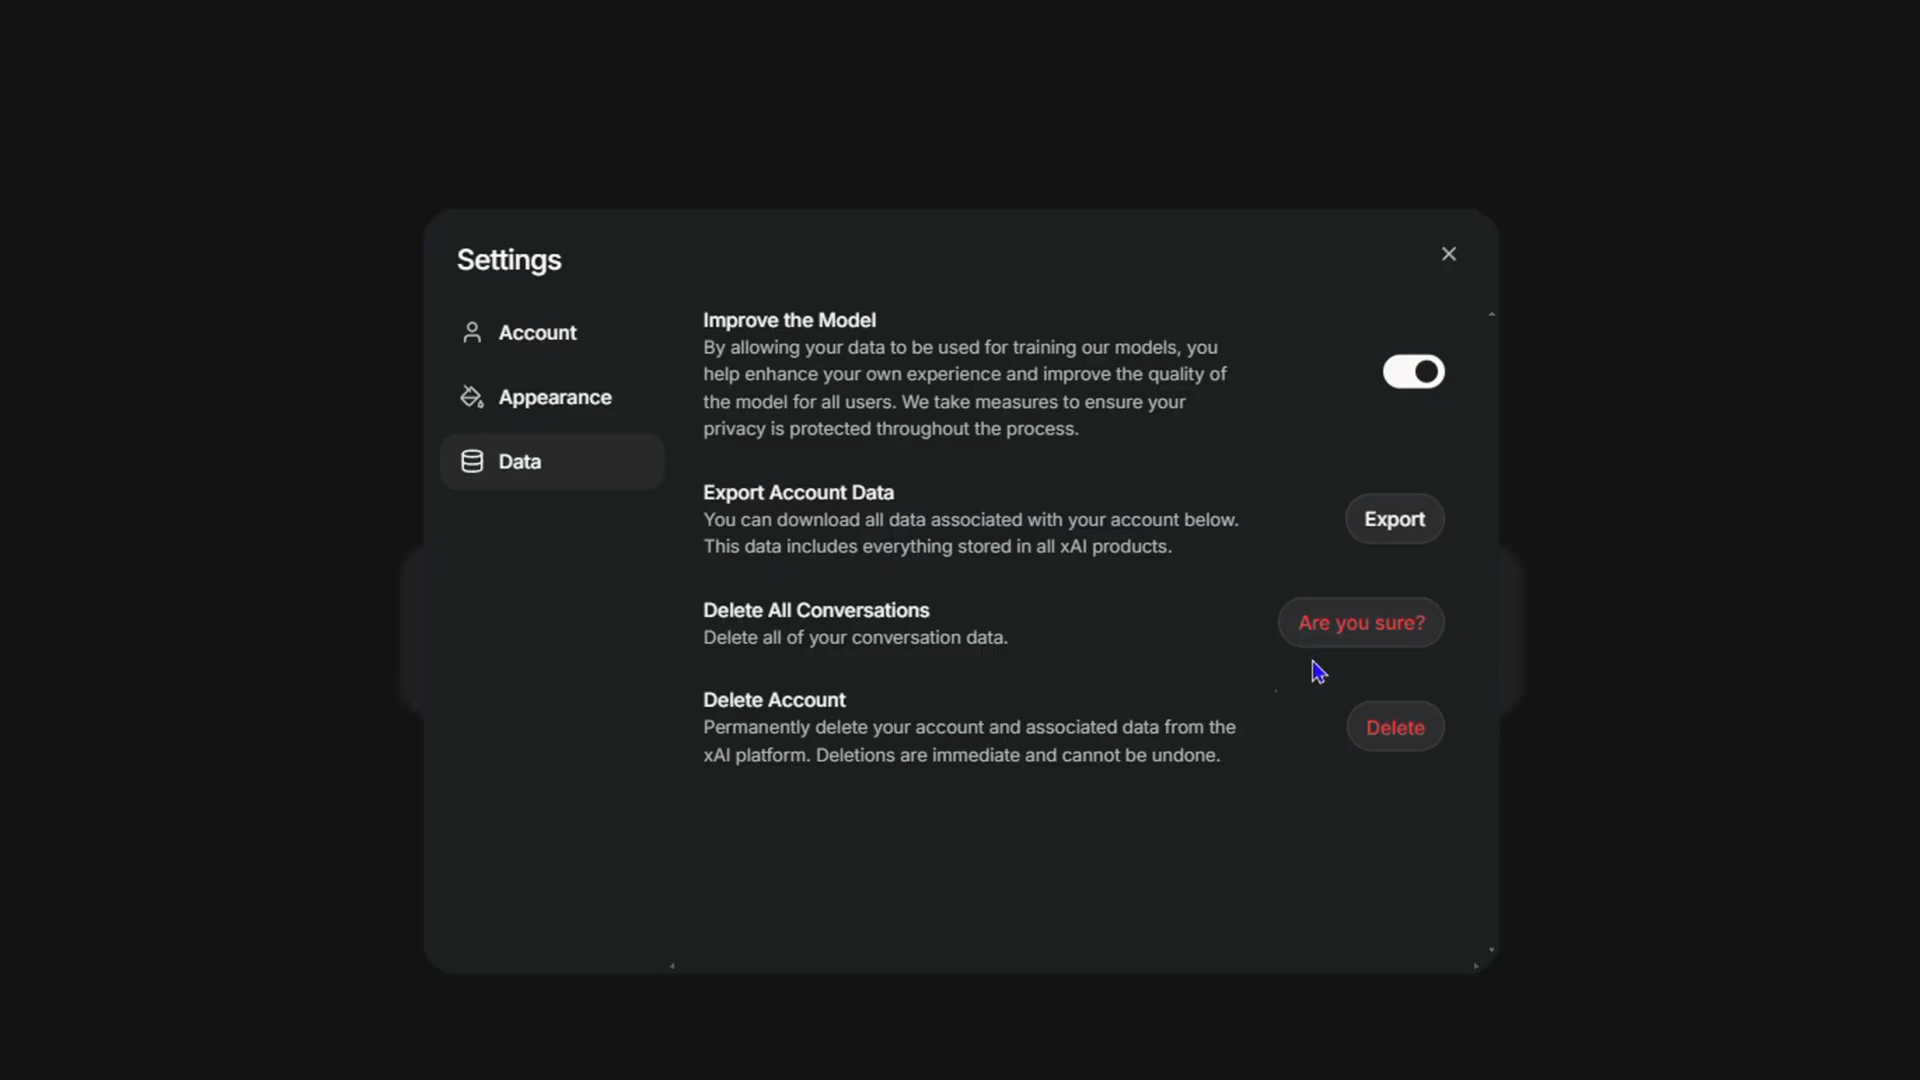 Settings
Account
Appearance
Data
Improve the Model
By allowing your data to be used for training our models, you
help enhance your own experience and improve the quality of
the model for all users. We take measures to ensure your
privacy is protected throughout the process.
Export Account Data
You can download all data associated with your account below.
This data includes everything stored in all xAI products.
Export
Delete All Conversations
Delete all of your conversation data.
Are you sure?
Delete Account
Permanently delete your account and associated data from the
xAI platform. Deletions are immediate and cannot be undone.
Delete